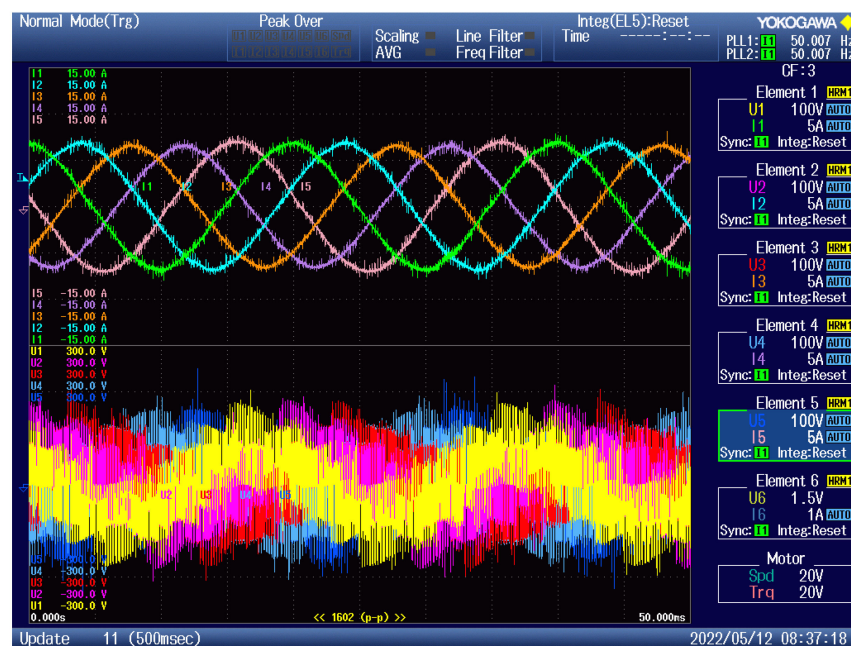 Normal Mode(Trg)
Peak Over
Scaling
AVG
Line Filter
Freq Filter
Integ(EL5):Reset
Time -----:--:--
YOKOGAWA
PLL1: I1 50.007 Hz
PLL2: I1 50.007 Hz
CF:3
I1 15.00 A
I2 15.00 A
I3 15.00 A
I4 15.00 A
I5 15.00 A
I1 I2 I3 I4 I5
I5 -15.00 A
I4 -15.00 A
I3 -15.00 A
I2 -15.00 A
I1 -15.00 A
U1 300.0 V
U2 300.0 V
U3 300.0 V
U4 300.0 V
U5 300.0 V
U2 U3 U4 U5
U5 -300.0 V
U4 -300.0 V
U3 -300.0 V
U2 -300.0 V
U1 -300.0 V
0.000s
<< 1602 (p-p) >>
50.000ms
Element 1 HRM1
U1 100V AUTO
I1 5A AUTO
Sync: I1 Integ:Reset
Element 2 HRM1
U2 100V AUTO
I2 5A AUTO
Sync: I1 Integ:Reset
Element 3 HRM1
U3 100V AUTO
I3 5A AUTO
Sync: I1 Integ:Reset
Element 4 HRM1
U4 100V AUTO
I4 5A AUTO
Sync: I1 Integ:Reset
Element 5 HRM1
U5 100V AUTO
I5 5A AUTO
Sync: I1 Integ:Reset
Element 6 HRM1
U6 1.5V
I6 1A AUTO
Sync: I1 Integ:Reset
Motor
Spd 20V
Trq 20V
Update 11 (500msec)
2022/05/12 08:37:18